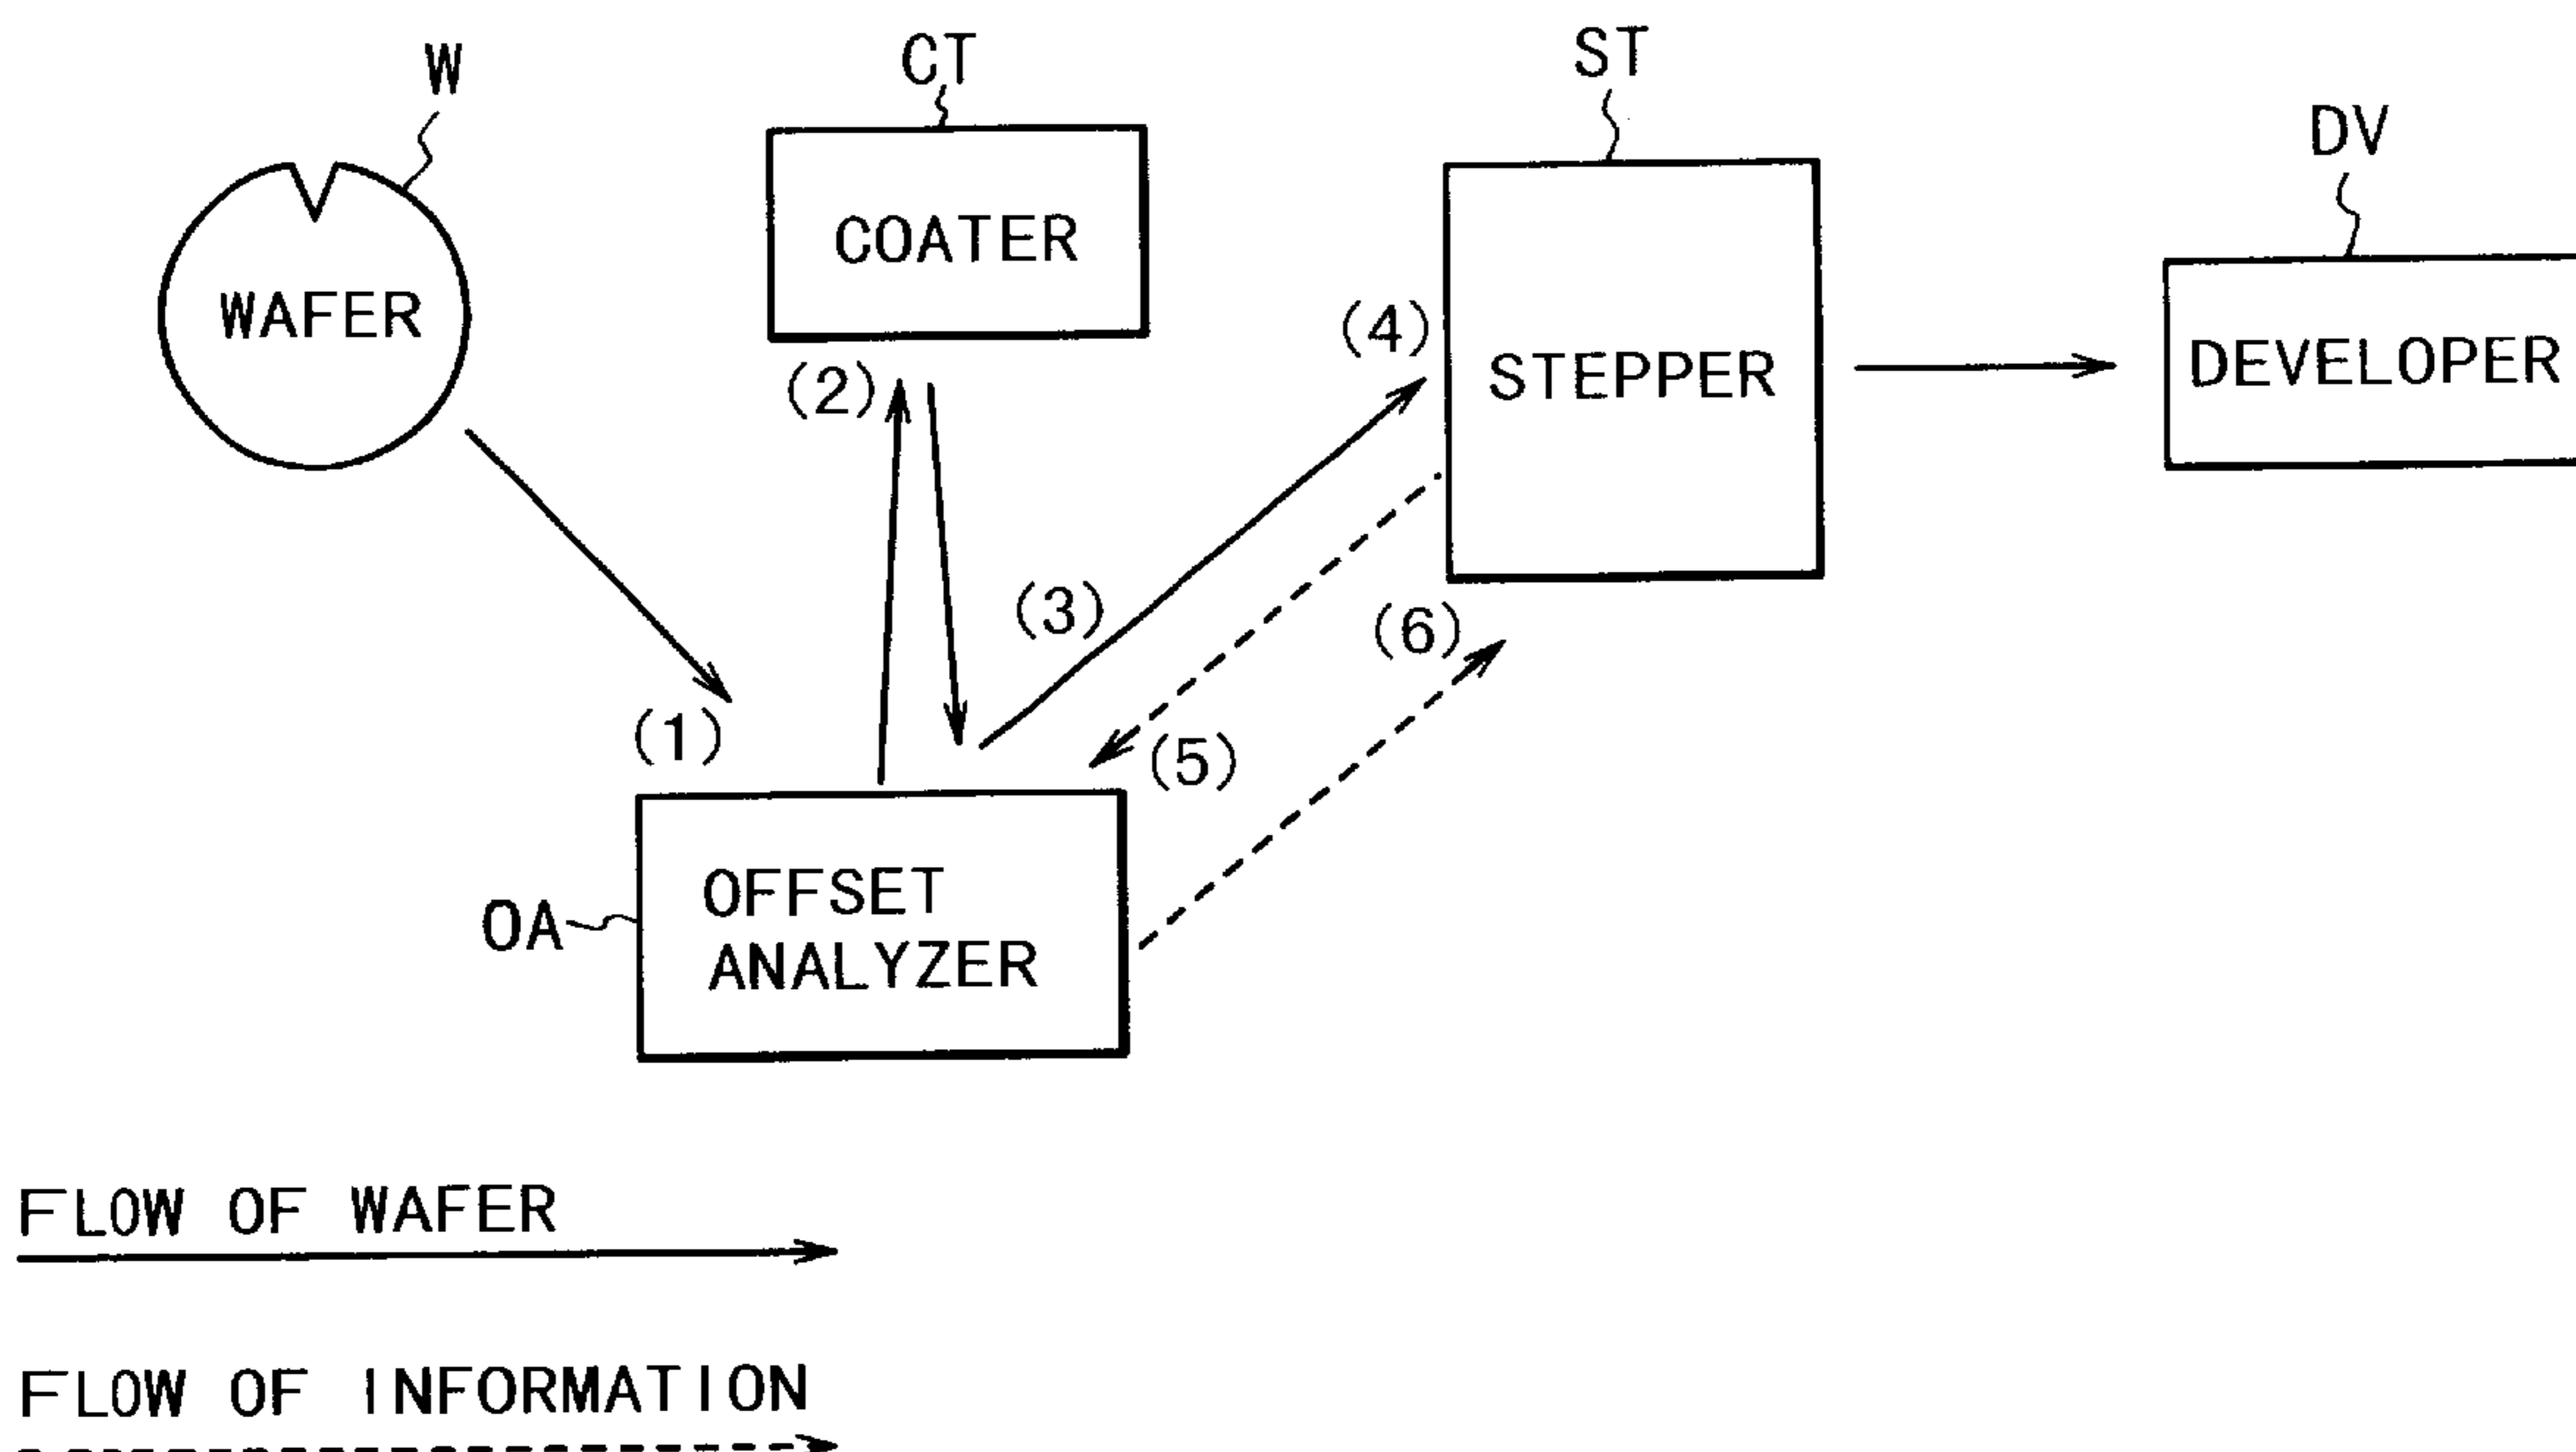 W
CT
ST
DV
WAFER
COATER
STEPPER
DEVELOPER
(1)
(2)
(3)
(4)
(5)
(6)
OA
OFFSET
ANALYZER
FLOW OF WAFER
FLOW OF INFORMATION